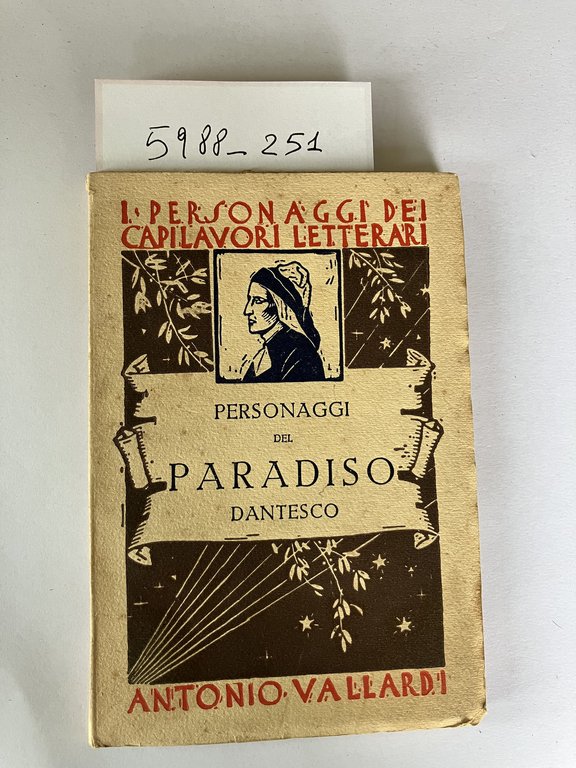 5988_251
I PERSONAGGI DEI
CAPILAVORI LETTERARI
PERSONAGGI
DEL
PARADISO
DANTESCO
ANTONIO VALLARDI